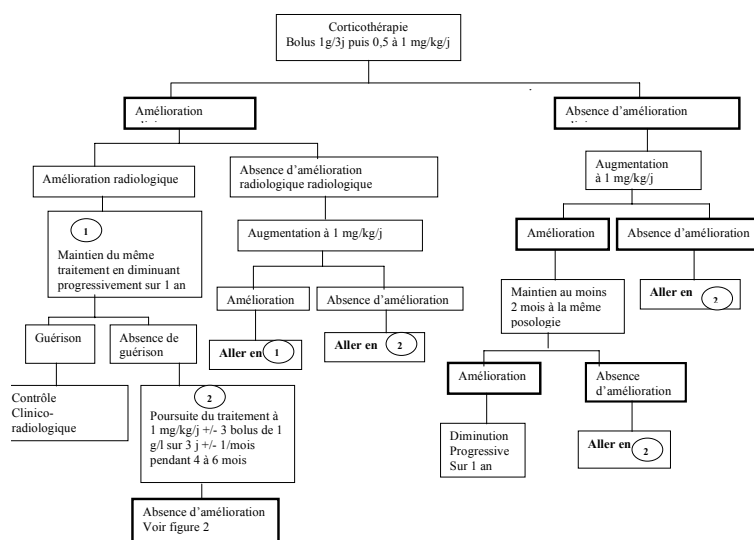 Corticothérapie
Bolus 1g/3j puis 0,5 à 1 mg/kg/j
Amélioration
Absence d'amélioration
Amélioration radiologique
Absence d'amélioration
radiologique radiologique
Augmentation
à 1 mg/kg/j
1
Maintien du même
traitement en diminuant
progressivement sur 1 an
Augmentation à 1 mg/kg/j
Amélioration
Absence d'amélioration
Amélioration
Absence d'amélioration
Maintien au moins
2 mois à la même
posologie
Aller en 2
Guérison
Absence de
guérison
Aller en 1
Aller en 2
Amélioration
Absence
d'amélioration
Contrôle
Clinico-
radiologique
2
Poursuite du traitement à
1 mg/kg/j +/- 3 bolus de 1
g/l sur 3 j +/- 1/mois
pendant 4 à 6 mois
Diminution
Progressive
Sur 1 an
Aller en 2
Absence d'amélioration
Voir figure 2